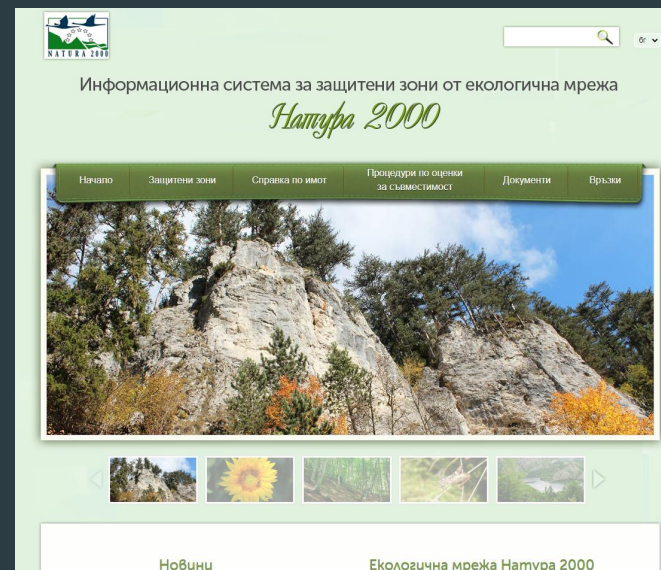 NATURA 2000
бг
Информационна система за защитени зони от екологична мрежа
Натура 2000
Начало
Защитени зони
Справка по имот
Процедури по оценки
за съвместимост
Документи
Връзки
Новини
Екологична мрежа Натура 2000